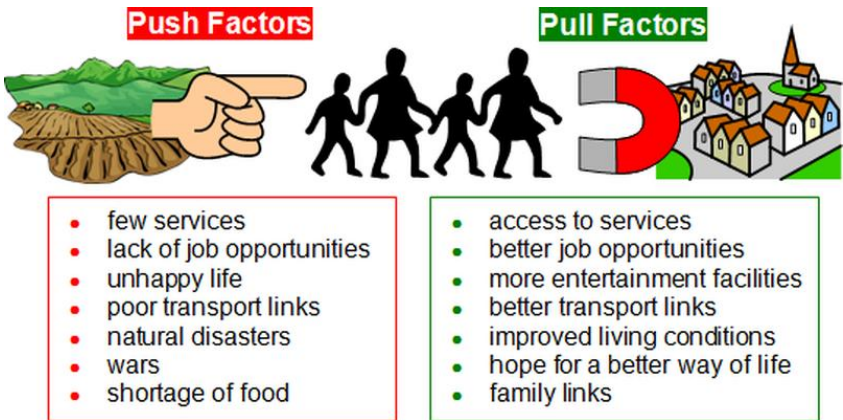 Push Factors
Pull Factors
few services
lack of job opportunities
unhappy life
poor transport links
natural disasters
wars
shortage of food
access to services
better job opportunities
more entertainment facilities
better transport links
improved living conditions
hope for a better way of life
family links